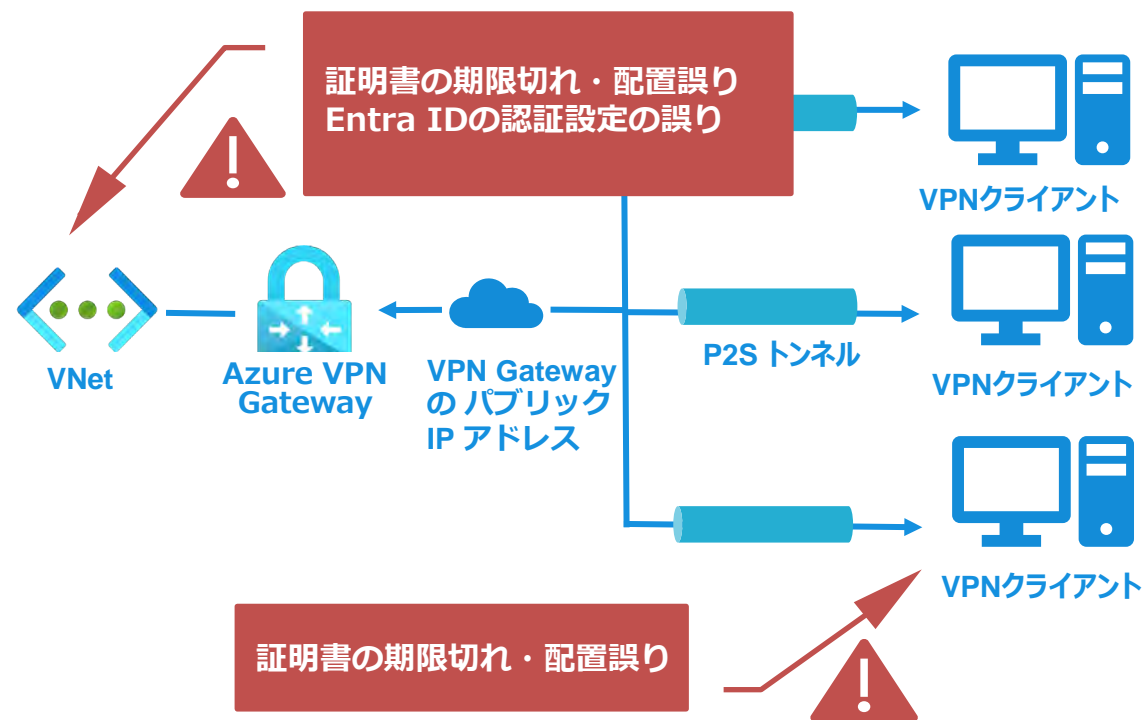 証明書の期限切れ・配置誤り
Entra IDの認証設定の誤り
VPNクライアント
VNet
Azure VPN
Gateway
VPN Gateway
の パブリック
IP アドレス
P2S トンネル
VPNクライアント
VPNクライアント
証明書の期限切れ・配置誤り